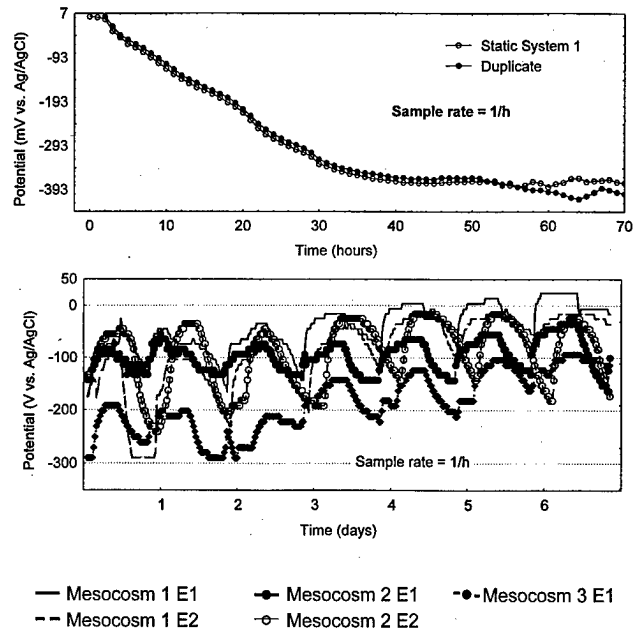 7
-93
-193
-293
-393
Potential (mV vs. Ag/AgCl)
Static System 1
Duplicate
Sample rate = 1/h
0 10 20 30 40 50 60 70
Time (hours)
50
0
-100
-200
-300
Potential (V vs. Ag/AgCl)
Sample rate = 1/h
1 2 3 4 5 6
Time (days)
Mesocosm 1 E1 Mesocosm 2 E1 Mesocosm 3 E1
Mesocosm 1 E2 Mesocosm 2 E2